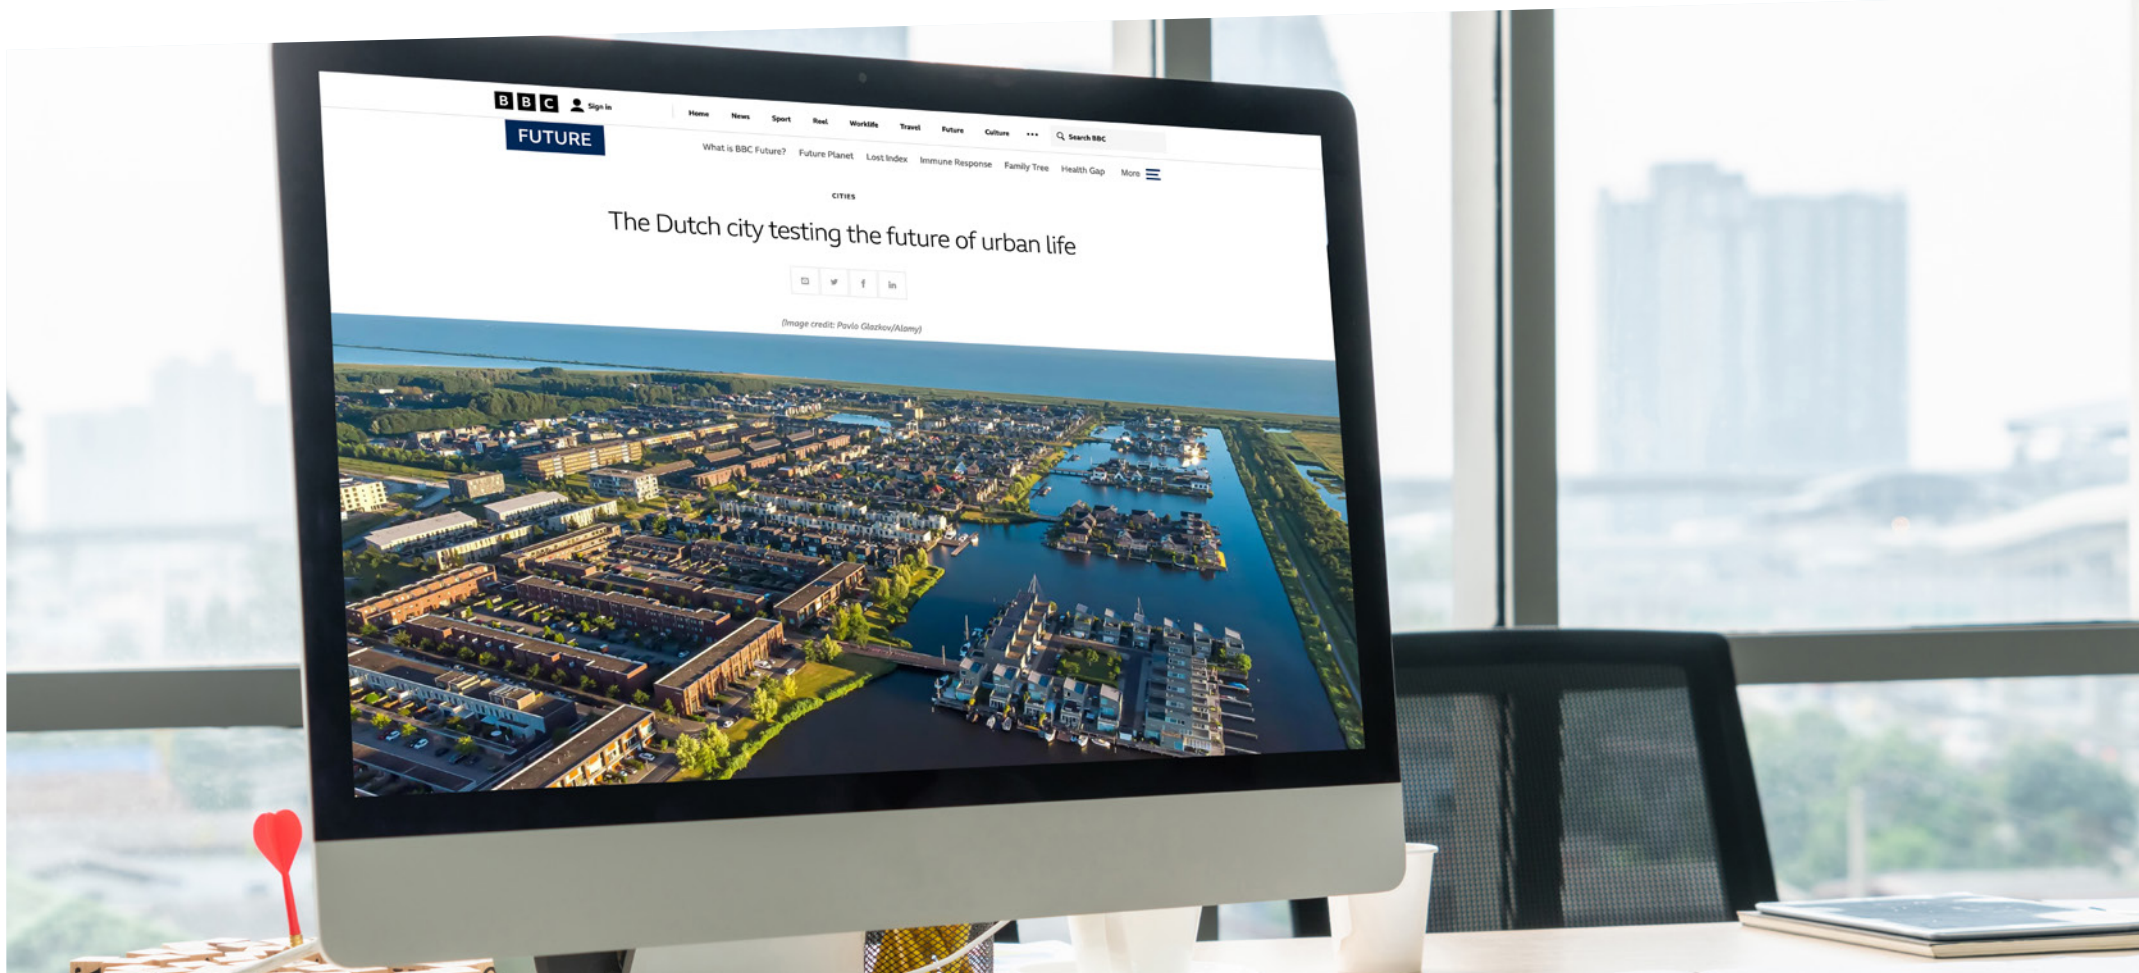 BBC Sign in Home News Sport Reel Worklife Travel Future Culture ••• Search BBC
FUTURE
What is BBC Future? Future Planet Lost Index Immune Response Family Tree Health Gap More
CITIES
The Dutch city testing the future of urban life
f in
(Image credit: Pavlo Glazkov/Alamy)